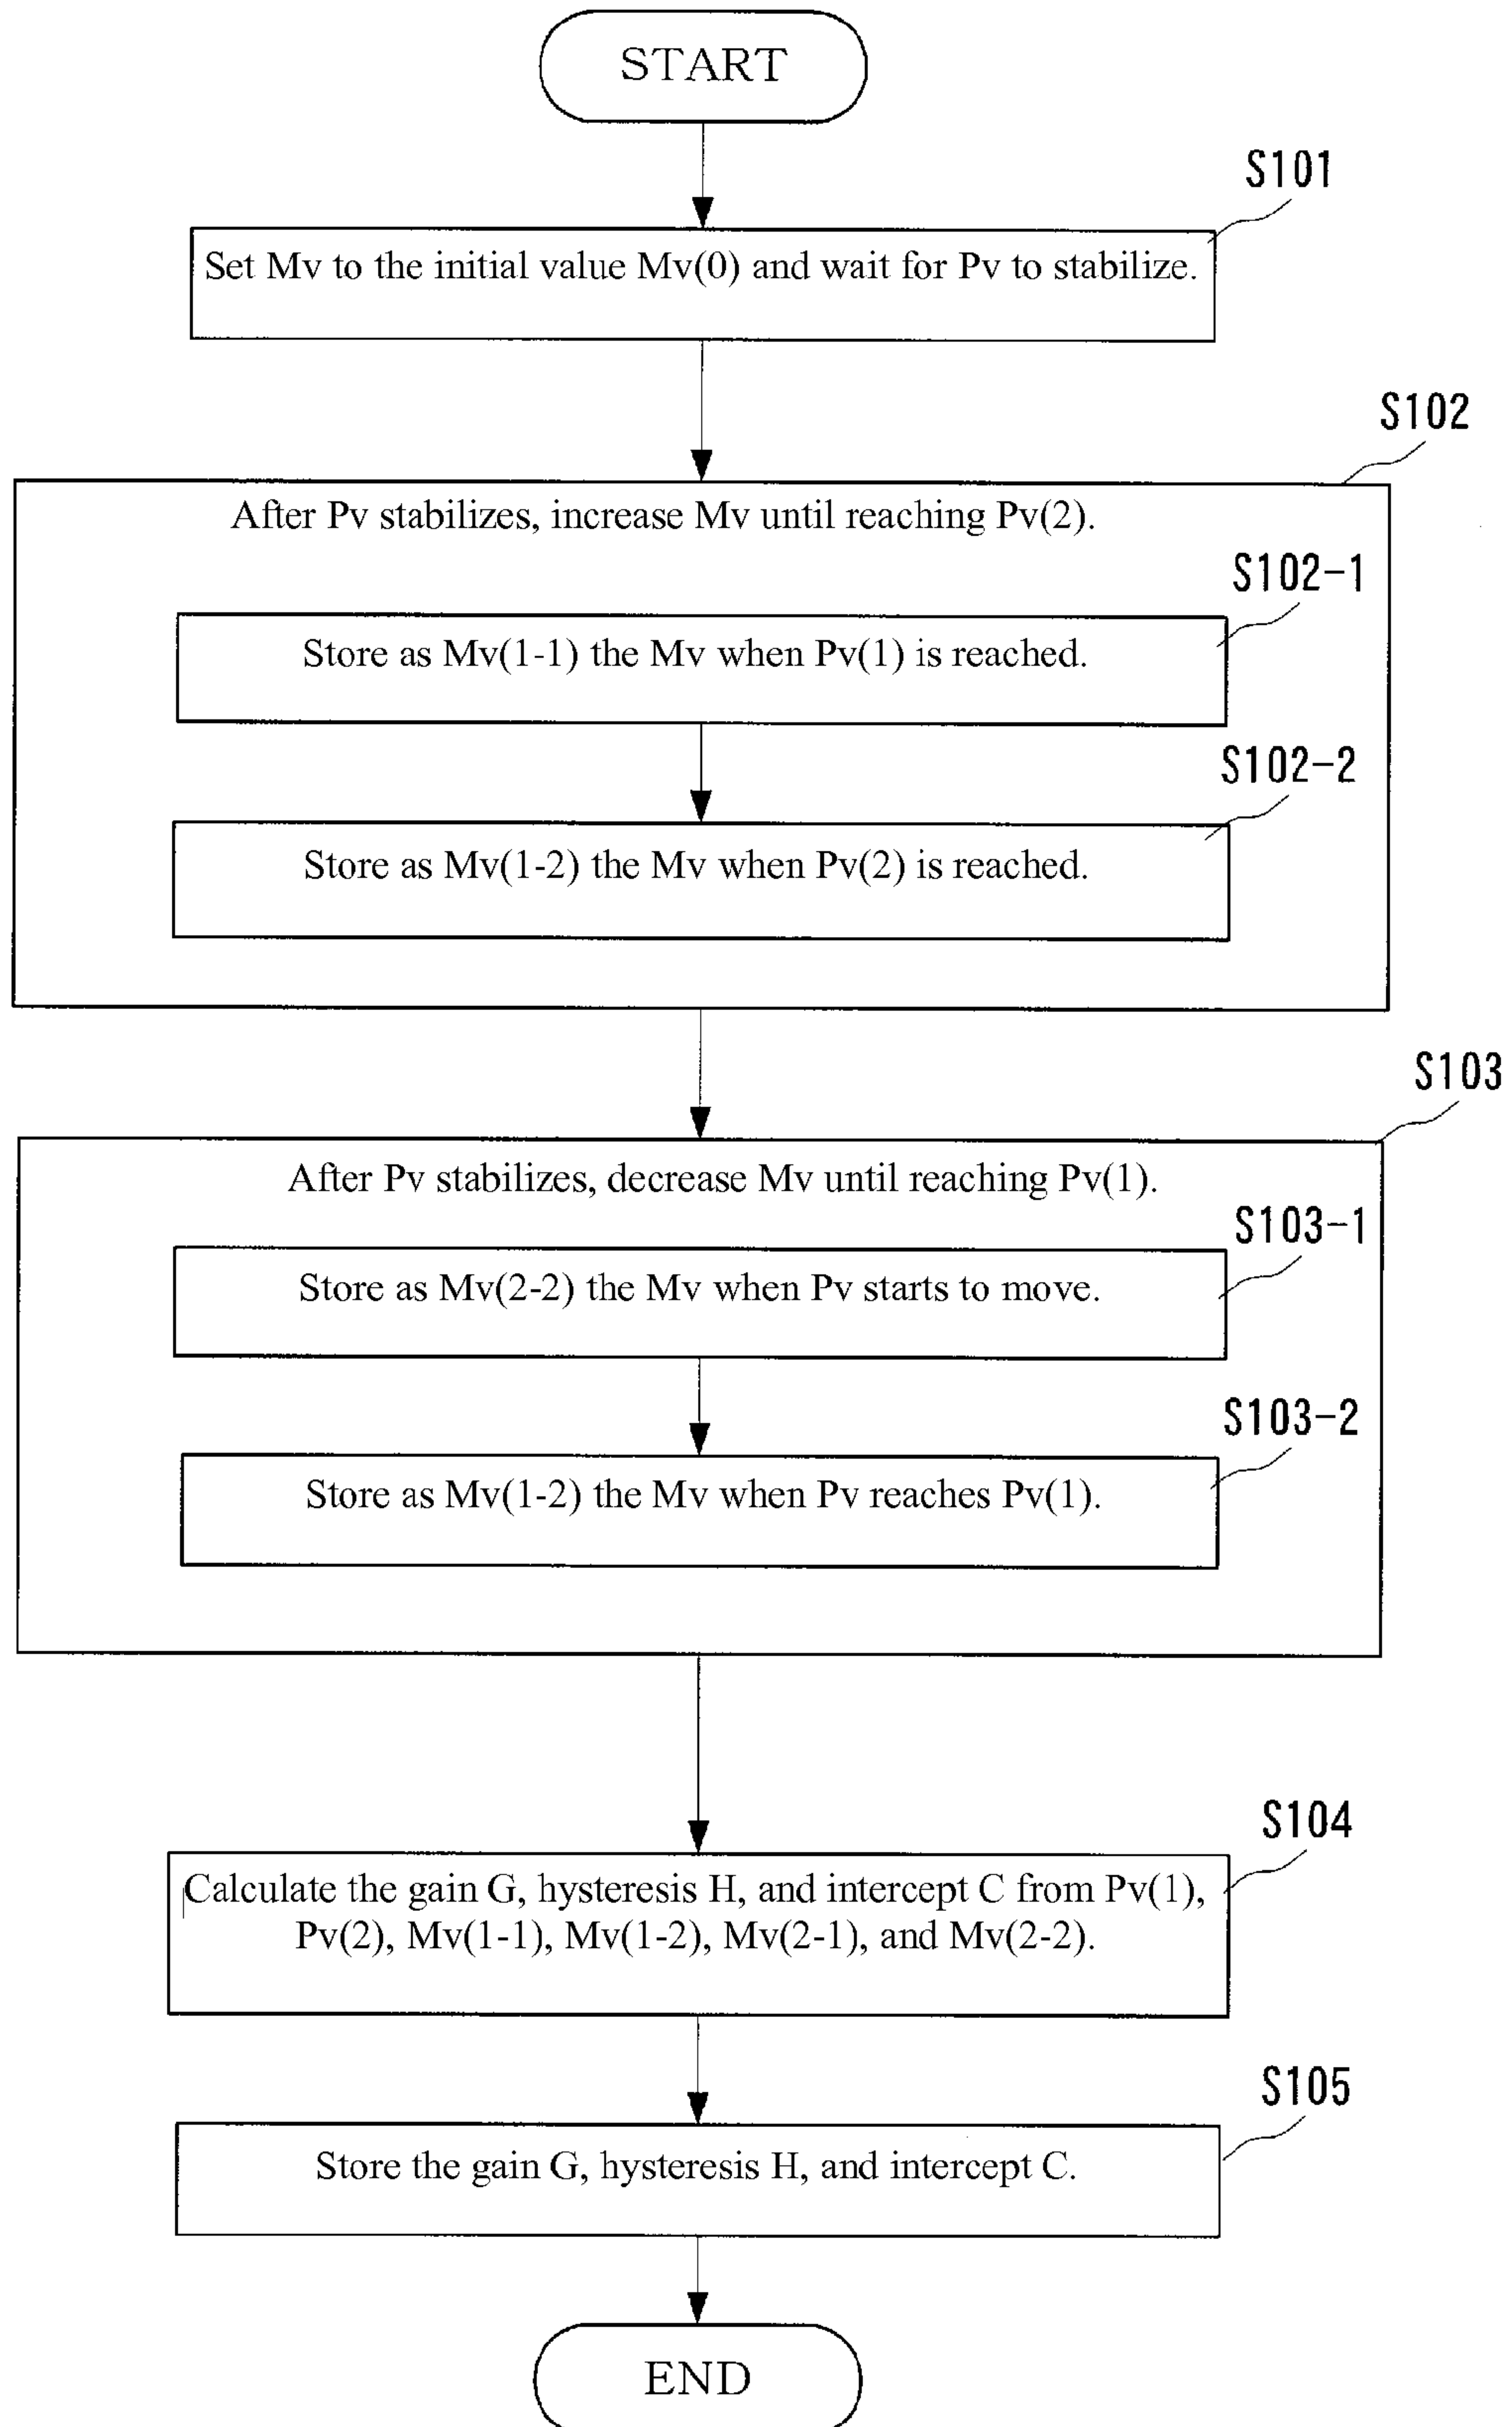 START
S101
Set Mv to the initial value Mv(0) and wait for Pv to stabilize.
S102
After Pv stabilizes, increase Mv until reaching Pv(2).
S102-1
Store as Mv(1-1) the Mv when Pv(1) is reached.
S102-2
Store as Mv(1-2) the Mv when Pv(2) is reached.
S103
After Pv stabilizes, decrease Mv until reaching Pv(1).
S103-1
Store as Mv(2-2) the Mv when Pv starts to move.
S103-2
Store as Mv(1-2) the Mv when Pv reaches Pv(1).
S104
Calculate the gain G, hysteresis H, and intercept C from Pv(1),
Pv(2), Mv(1-1), Mv(1-2), Mv(2-1), and Mv(2-2).
S105
Store the gain G, hysteresis H, and intercept C.
END